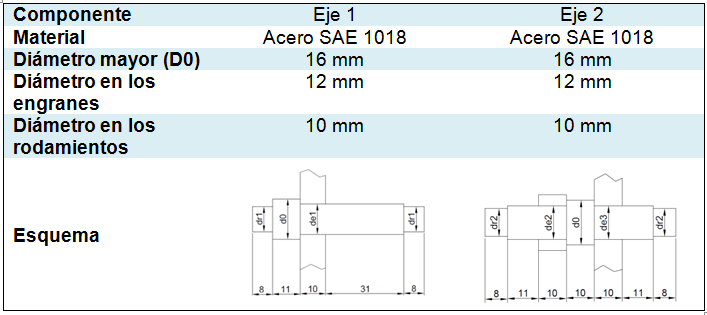 Componente Eje 1 Eje 2
Material Acero SAE 1018 Acero SAE 1018
Diámetro mayor (D0) 16 mm 16 mm
Diámetro en los 12 mm 12 mm
engranes
Diámetro en los 10 mm 10 mm
rodamientos
Esquema
dr1 d0 de1 dr1
8 11 10 31 8
dr2 de2 d0 de3 dr2
8 11 10 10 10 11 8